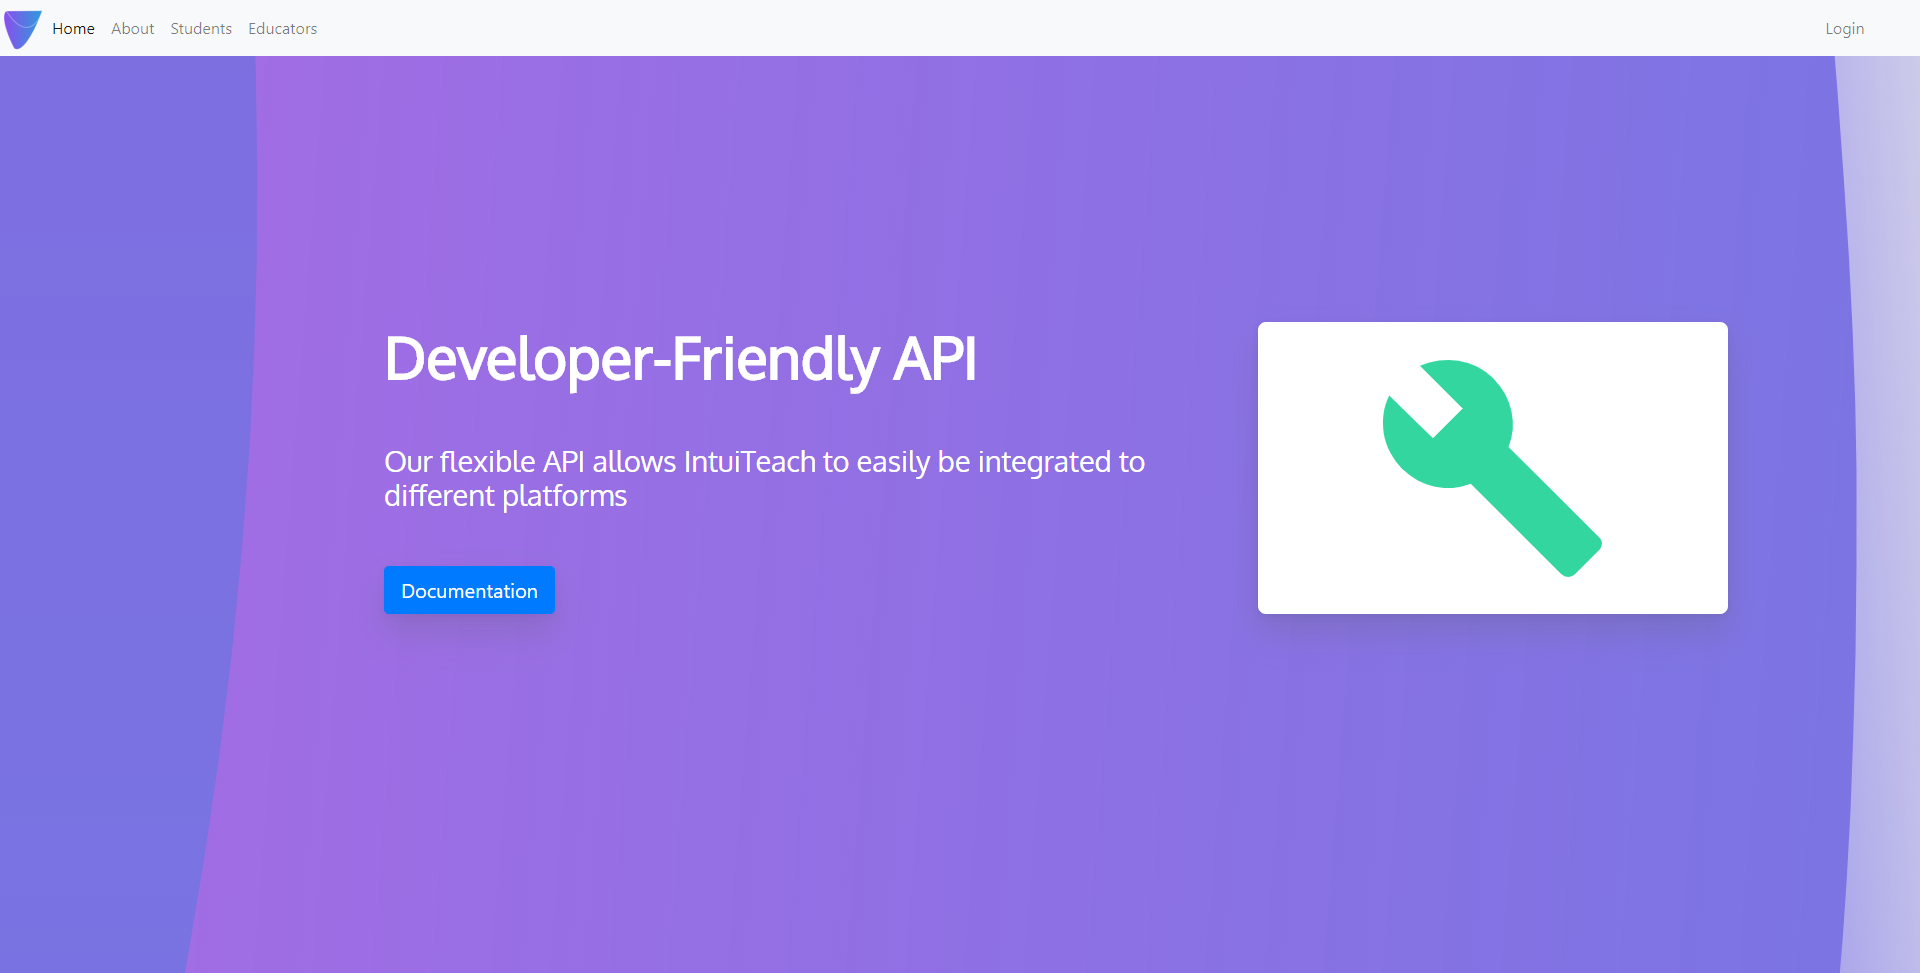 Home About Students Educators Login
Developer-Friendly API
Our flexible API allows IntuiTeach to easily be integrated to
different platforms
Documentation